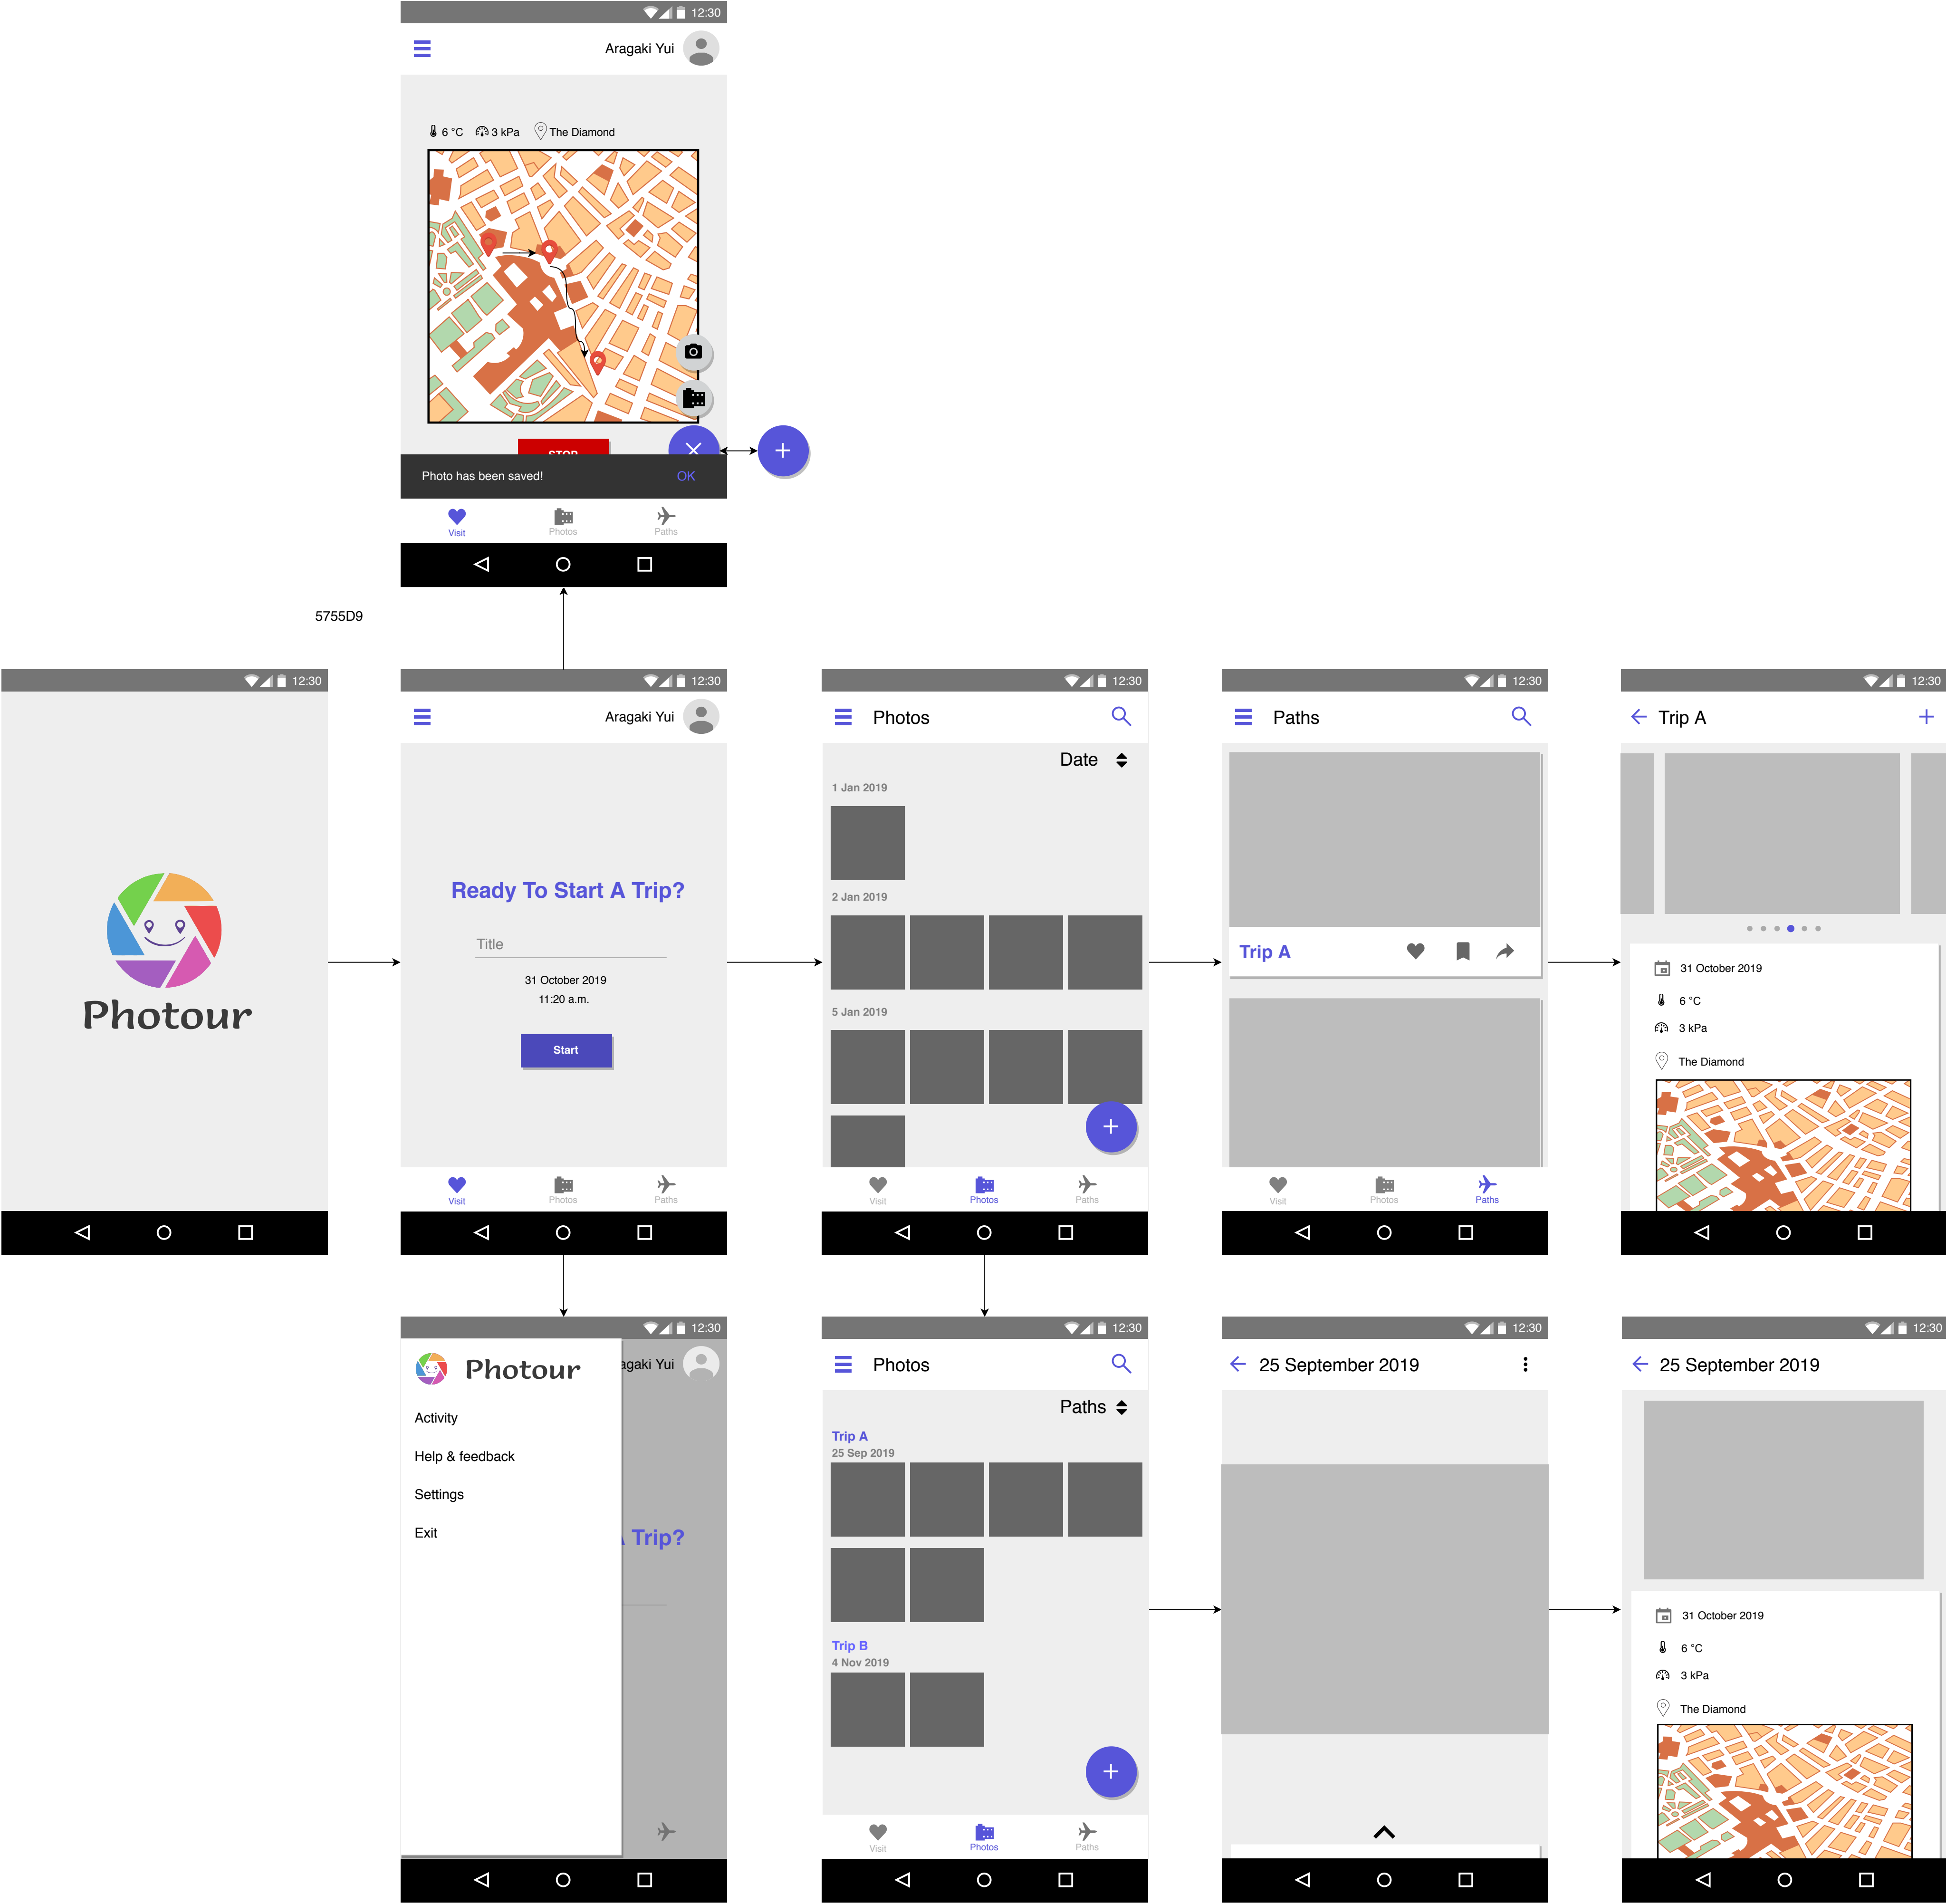 12:30
Aragaki Yui
6 °C 3 kPa The Diamond
STOP
Photo has been saved! OK
Visit Photos Paths
5755D9
12:30
Photour
12:30
Aragaki Yui
Ready To Start A Trip?
Title
31 October 2019
11:20 a.m.
Start
Visit Photos Paths
12:30
Photos
Date
1 Jan 2019
2 Jan 2019
5 Jan 2019
Visit Photos Paths
12:30
Paths
Trip A
Visit Photos Paths
12:30
Trip A
31 October 2019
6 °C
3 kPa
The Diamond
12:30
Photour
agaki Yui
Activity
Help & feedback
Settings
Exit
Trip?
12:30
Photos
Paths
Trip A
25 Sep 2019
Trip B
4 Nov 2019
Visit Photos Paths
12:30
25 September 2019
12:30
25 September 2019
31 October 2019
6 °C
3 kPa
The Diamond